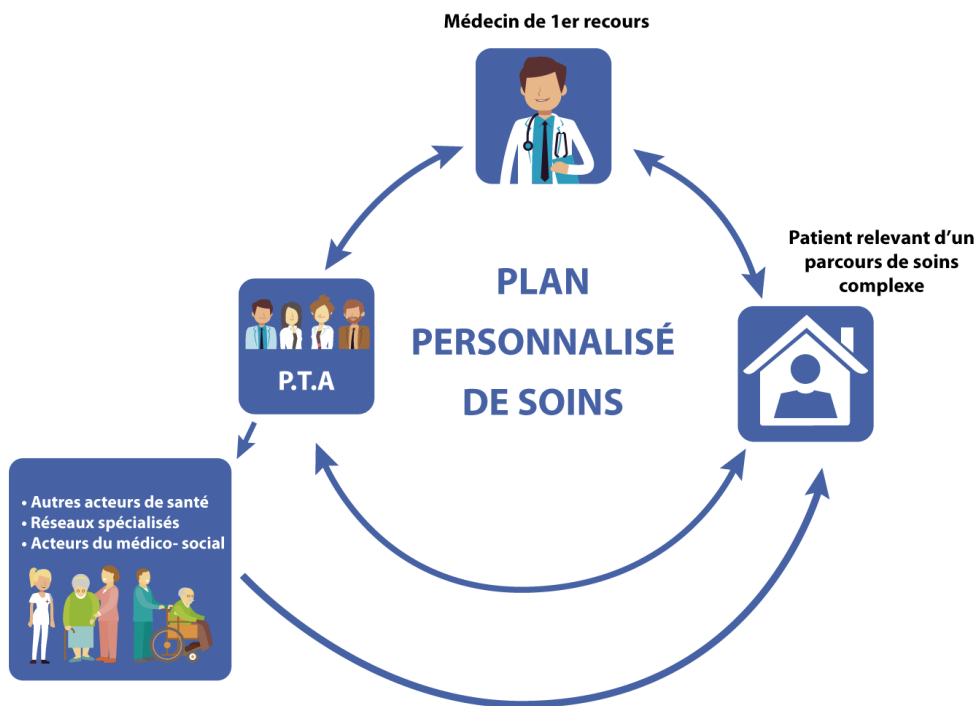 Médecin de 1er recours
Patient relevant d’un
parcours de soins
complexe
PLAN
PERSONNALISÉ
DE SOINS
P.T.A
• Autres acteurs de santé
• Réseaux spécialisés
• Acteurs du médico- social